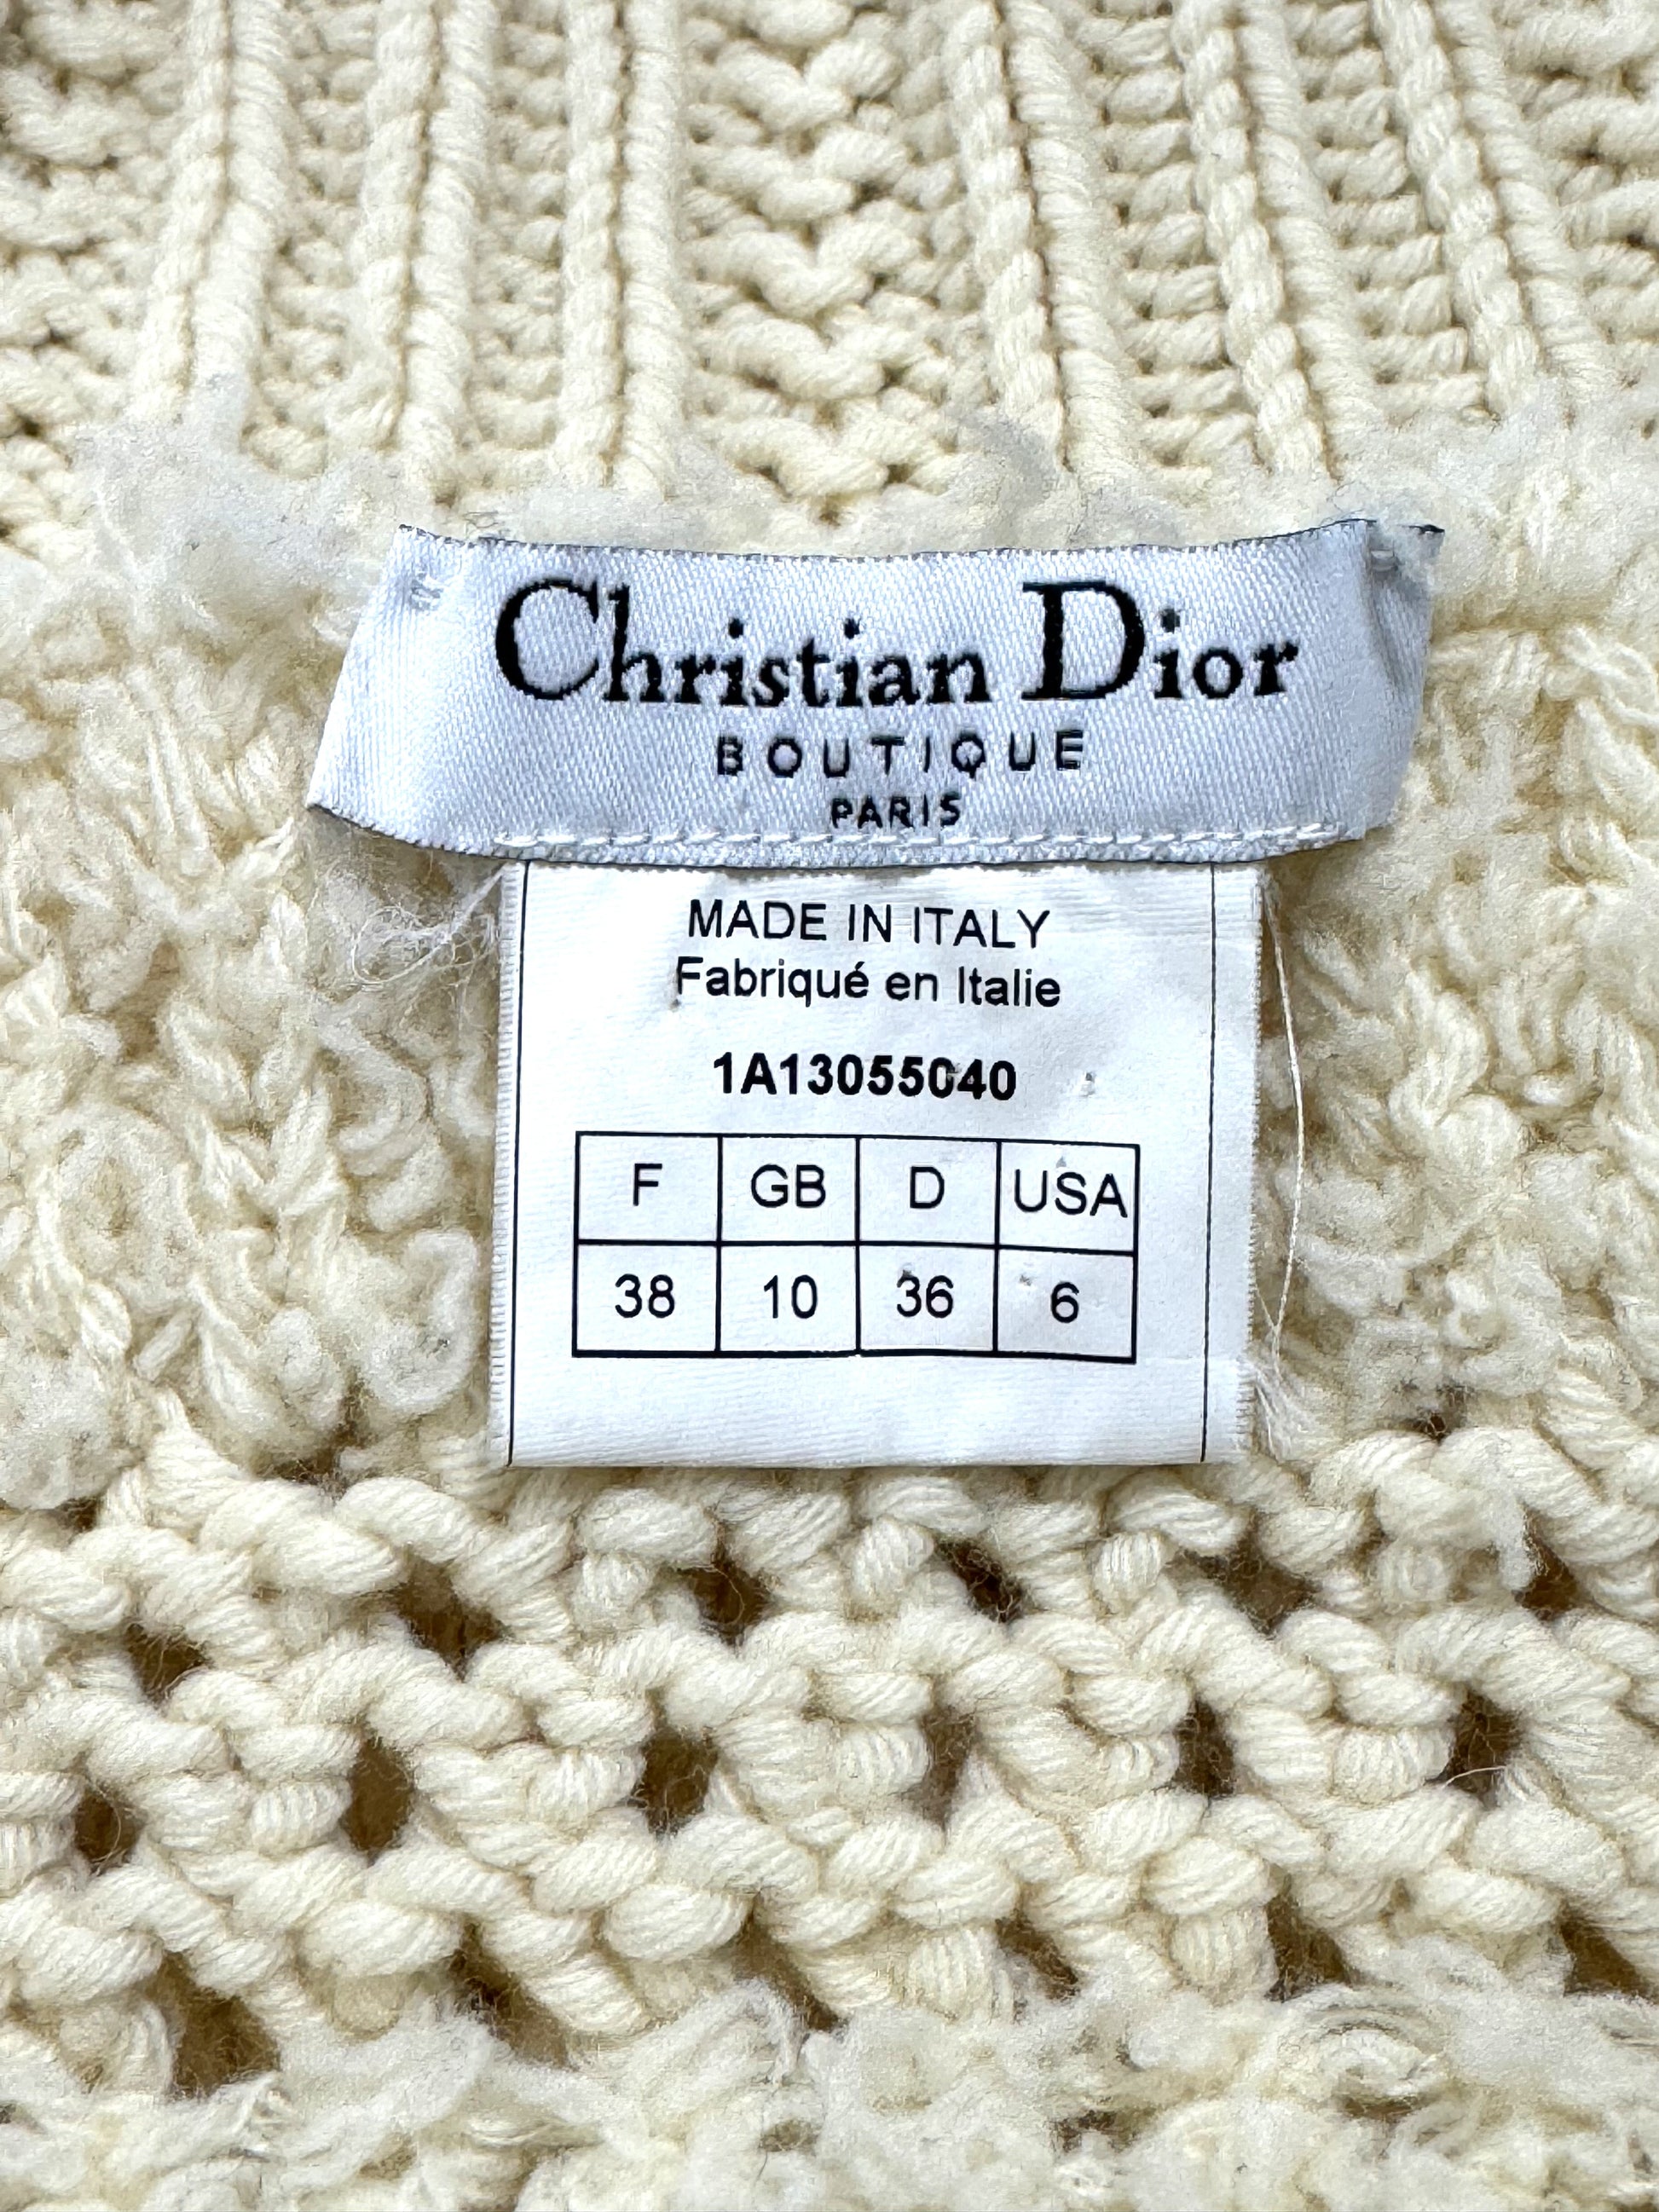 Christian Dior
BOUTIQUE
PARIS
MADE IN ITALY
Fabriqué en Italie
1A13055040
F GB D USA
38 10 36 6